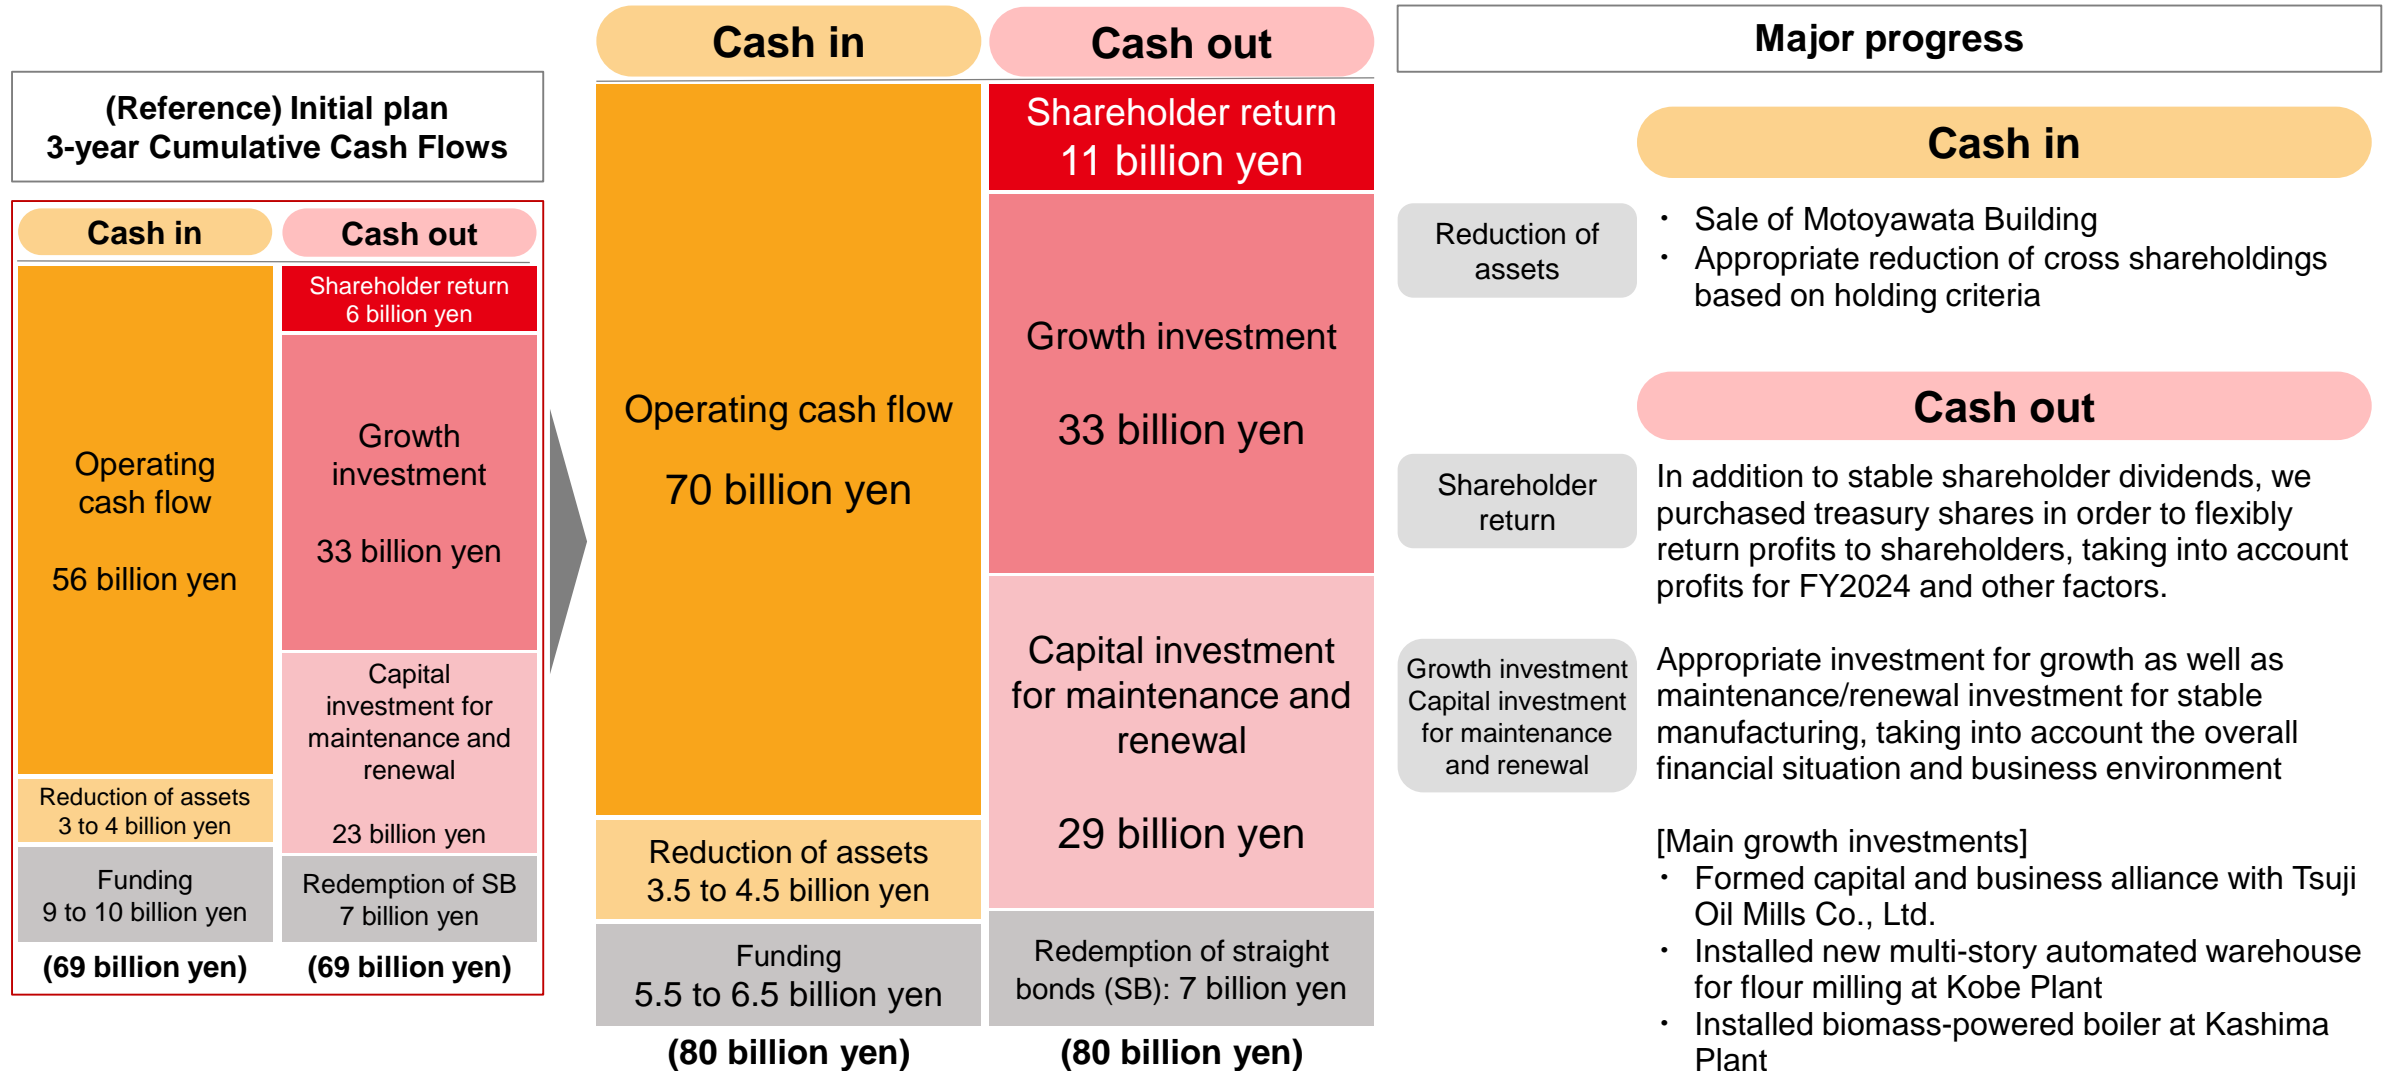 (Reference) Initial plan
3-year Cumulative Cash Flows
Cash in
Cash out
Operating
cash flow
56 billion yen
Reduction of assets
3 to 4 billion yen
Funding
9 to 10 billion yen
(69 billion yen)
Shareholder return
6 billion yen
Growth
investment
33 billion yen
Capital
investment for
maintenance and
renewal
23 billion yen
Redemption of SB
7 billion yen
(69 billion yen)
Cash in
Cash out
Operating cash flow
70 billion yen
Reduction of assets
3.5 to 4.5 billion yen
Funding
5.5 to 6.5 billion yen
(80 billion yen)
Shareholder return
11 billion yen
Growth investment
33 billion yen
Capital investment
for maintenance and
renewal
29 billion yen
Redemption of straight
bonds (SB): 7 billion yen
(80 billion yen)
Major progress
Cash in
Reduction of
assets
・ Sale of Motoyawata Building
・ Appropriate reduction of cross shareholdings
based on holding criteria
Cash out
Shareholder
return
In addition to stable shareholder dividends, we
purchased treasury shares in order to flexibly
return profits to shareholders, taking into account
profits for FY2024 and other factors.
Growth investment
Capital investment
for maintenance
and renewal
Appropriate investment for growth as well as
maintenance/renewal investment for stable
manufacturing, taking into account the overall
financial situation and business environment
[Main growth investments]
・ Formed capital and business alliance with Tsuji
Oil Mills Co., Ltd.
・ Installed new multi-story automated warehouse
for flour milling at Kobe Plant
・ Installed biomass-powered boiler at Kashima
Plant